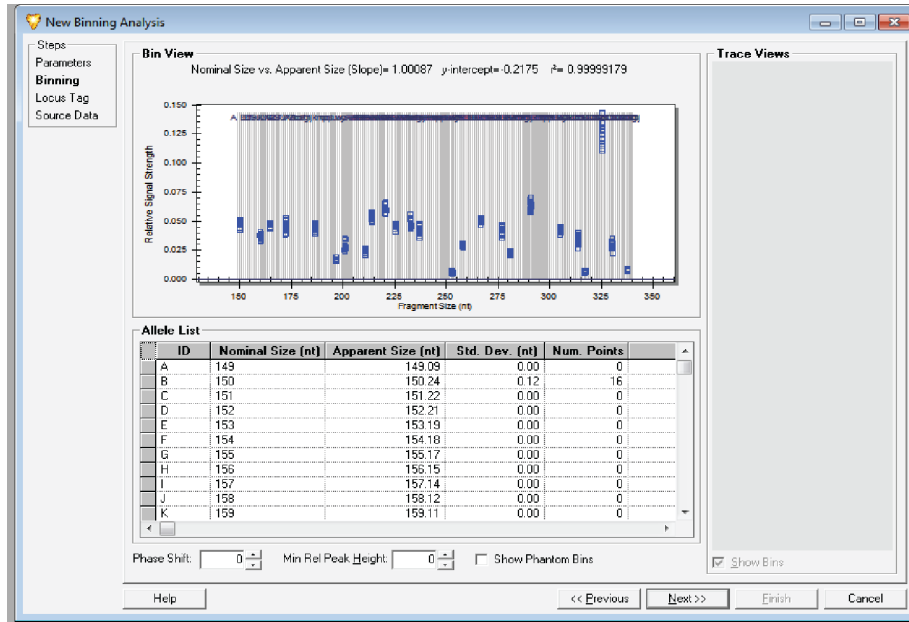 New Binning Analysis
Steps
Parameters
Binning
Locus Tag
Source Data
Bin View
Nominal Size vs. Apparent Size (Slope)= 1.00087 y-intercept=-0.2175 r²= 0.99999179
0.150
0.125
0.100
0.075
0.050
0.025
0.000
Relative Signal Strength
A
150 175 200 225 250 275 300 325 350
Fragment Size (nt)
Trace Views
Allele List
ID Nominal Size (nt) Apparent Size (nt) Std. Dev. (nt) Num. Points
A 149 149.09 0.00 0
B 150 150.24 0.12 16
C 151 151.22 0.00 0
D 152 152.21 0.00 0
E 153 153.19 0.00 0
F 154 154.18 0.00 0
G 155 155.17 0.00 0
H 156 156.15 0.00 0
I 157 157.14 0.00 0
J 158 158.12 0.00 0
K 159 159.11 0.00 0
Phase Shift: 0 Min Rel Peak Height: 0 Show Phantom Bins
Show Bins
Help << Previous Next >> Finish Cancel